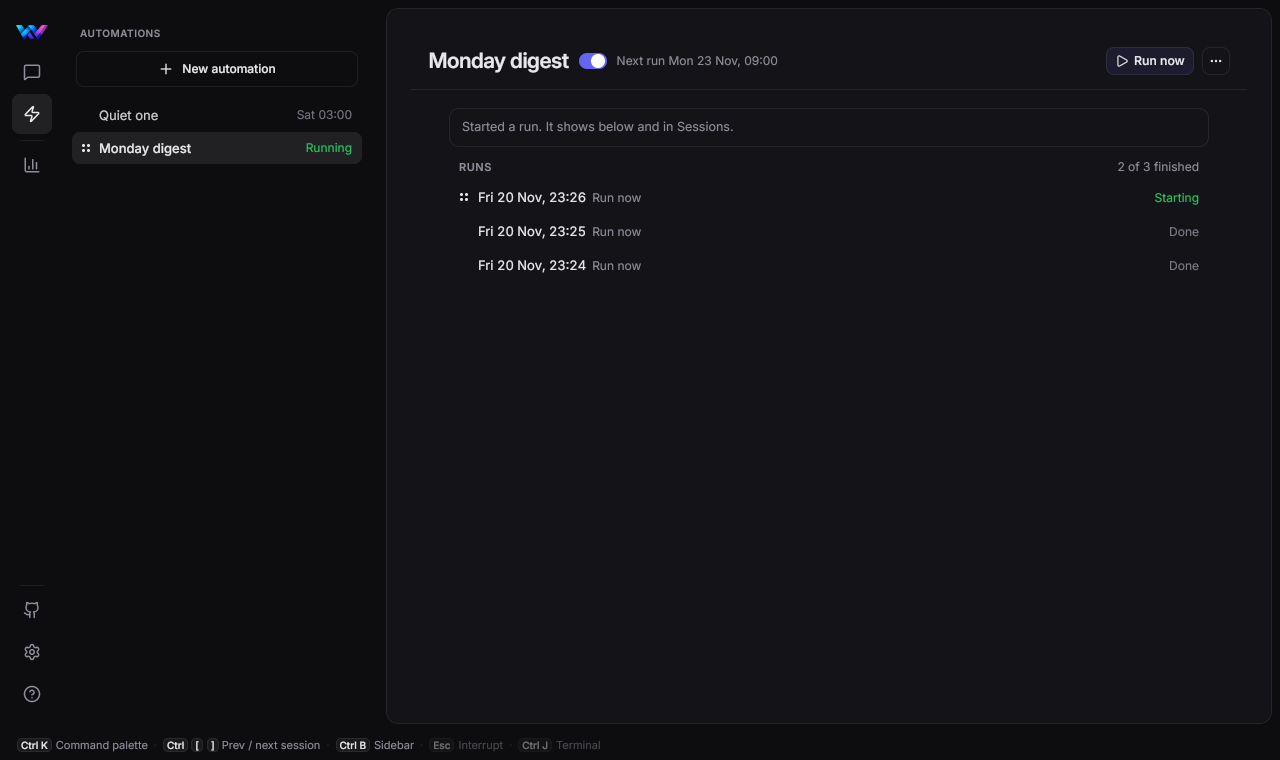 AUTOMATIONS
New automation
Quiet one Sat 03:00
Monday digest Running
Monday digest Next run Mon 23 Nov, 09:00 Run now
Started a run. It shows below and in Sessions.
RUNS 2 of 3 finished
Fri 20 Nov, 23:26 Run now Starting
Fri 20 Nov, 23:25 Run now Done
Fri 20 Nov, 23:24 Run now Done
Ctrl K Command palette · Ctrl [ ] Prev / next session · Ctrl B Sidebar · Esc Interrupt · Ctrl J Terminal